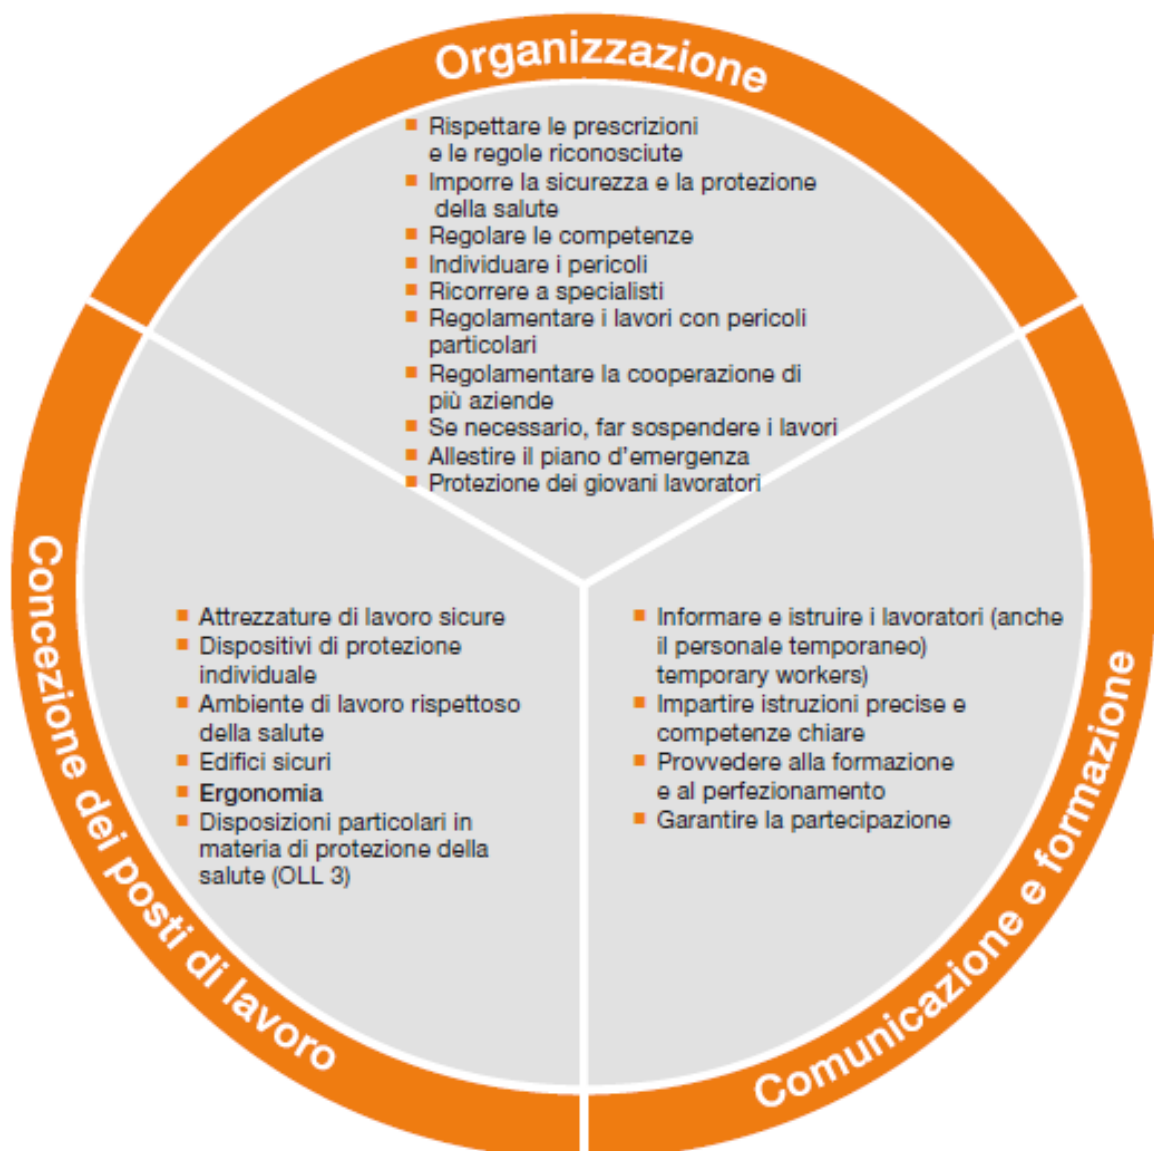 Organizzazione
Rispettare le prescrizioni
e le regole riconosciute
Imporre la sicurezza e la protezione
della salute
Regolare le competenze
Individuare i pericoli
Ricorrere a specialisti
Regolamentare i lavori con pericoli
particolari
Regolamentare la cooperazione di
più aziende
Se necessario, far sospendere i lavori
Allestire il piano d'emergenza
Protezione dei giovani lavoratori
Concezione dei posti di lavoro
Attrezzature di lavoro sicure
Dispositivi di protezione
individuale
Ambiente di lavoro rispettoso
della salute
Edifici sicuri
Ergonomia
Disposizioni particolari in
materia di protezione della
salute (OLL 3)
Informare e istruire i lavoratori (anche
il personale temporaneo)
temporary workers)
Impartire istruzioni precise e
competenze chiare
Provvedere alla formazione
e al perfezionamento
Garantire la partecipazione
Comunicazione e formazione